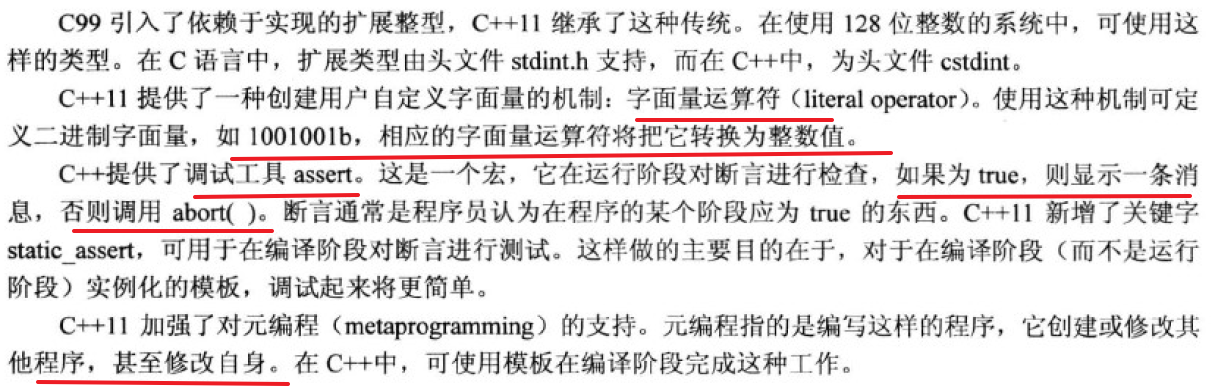 C99 引入了依赖于实现的扩展整型，C++11 继承了这种传统。在使用 128 位整数的系统中，可使用这
样的类型。在 C 语言中，扩展类型由头文件 stdint.h 支持，而在 C++中，为头文件 cstdint。
C++11 提供了一种创建用户自定义字面量的机制：字面量运算符（literal operator）。使用这种机制可定
义二进制字面量，如 1001001b，相应的字面量运算符将把它转换为整数值。
C++提供了调试工具 assert。这是一个宏，它在运行阶段对断言进行检查，如果为 true，则显示一条消
息，否则调用 abort( )。断言通常是程序员认为在程序的某个阶段应为 true 的东西。C++11 新增了关键字
static_assert，可用于在编译阶段对断言进行测试。这样做的主要目的在于，对于在编译阶段（而不是运行
阶段）实例化的模板，调试起来将更简单。
C++11 加强了对元编程（metaprogramming）的支持。元编程指的是编写这样的程序，它创建或修改其
他程序，甚至修改自身。在 C++中，可使用模板在编译阶段完成这种工作。